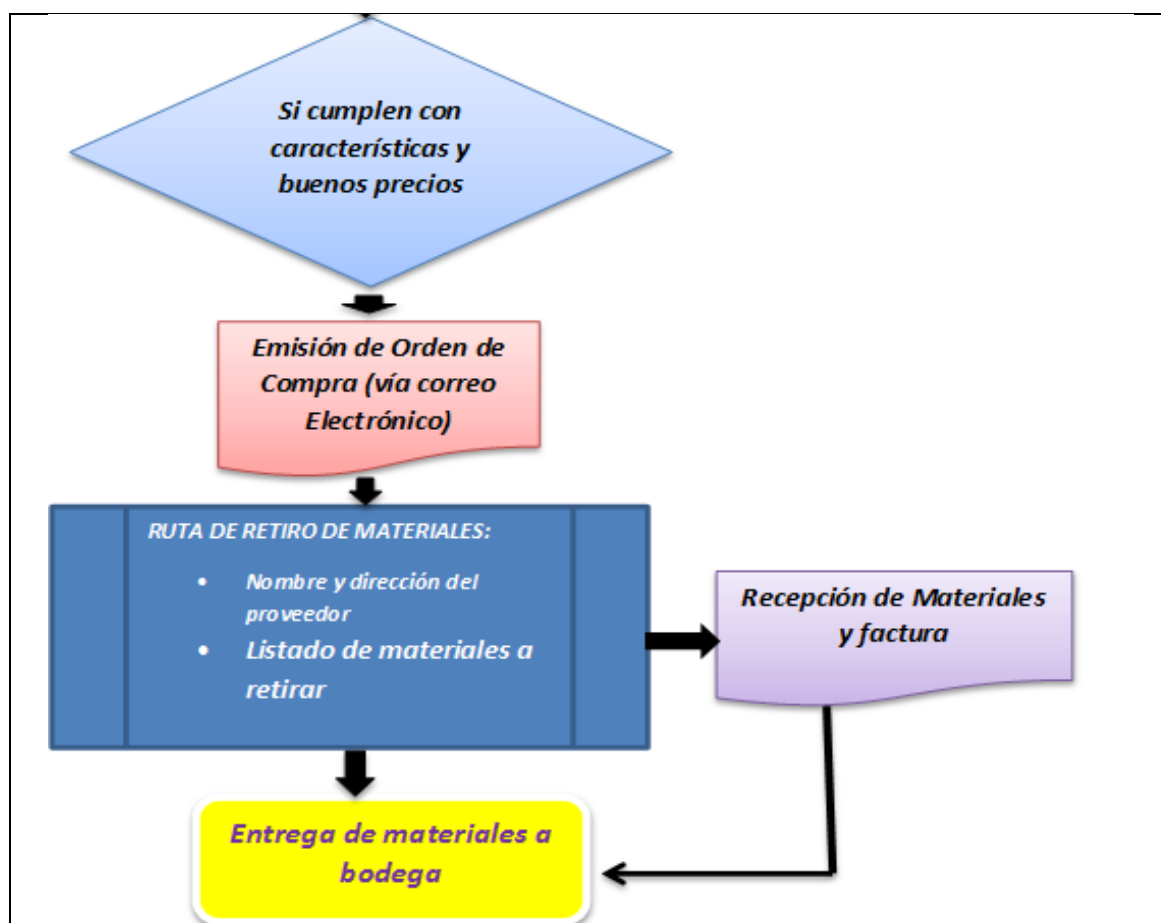 Si cumplen con
características y
buenos precios
Emisión de Orden de
Compra (vía correo
Electrónico)
RUTA DE RETIRO DE MATERIALES:
• Nombre y dirección del
proveedor
• Listado de materiales a
retirar
Recepción de Materiales
y factura
Entrega de materiales a
bodega